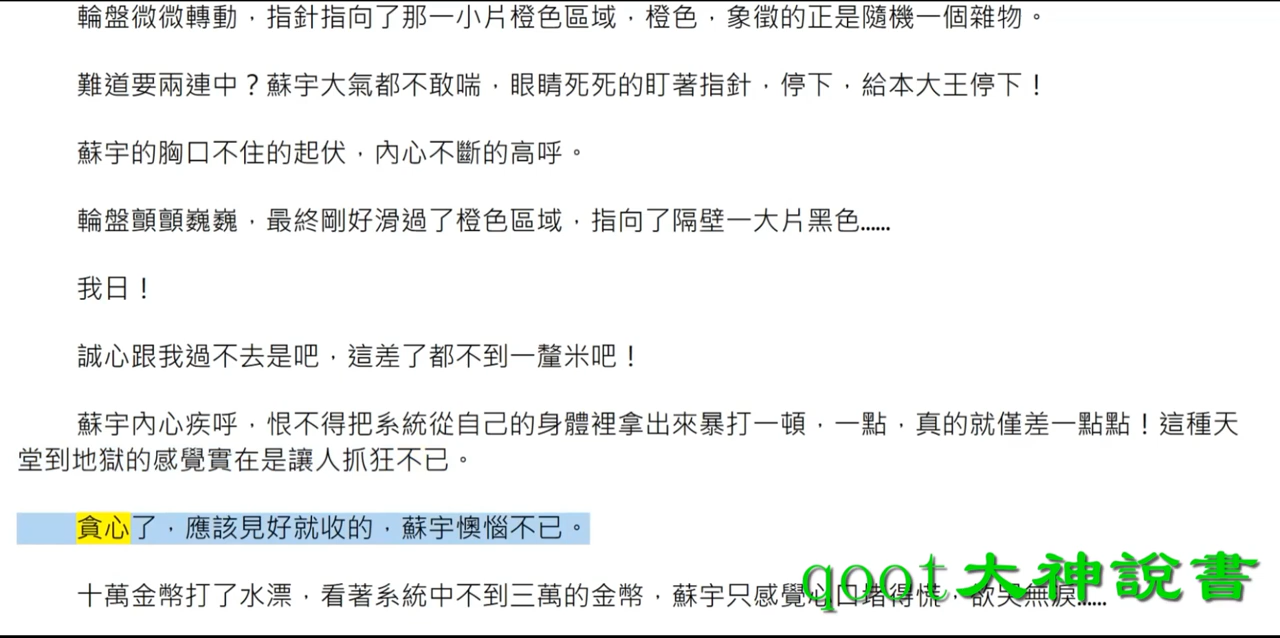 輪盤微微轉動，指針指向了那一小片橙色區域，橙色，象徵的正是隨機一個雜物。
難道要兩連中？蘇宇大氣都不敢喘，眼睛死死的盯著指針，停下，給本大王停下！
蘇宇的胸口不住的起伏，內心不斷的高呼。
輪盤顫顫巍巍，最終剛好滑過了橙色區域，指向了隔壁一大片黑色......
我日！
誠心跟我過不去是吧，這差了都不到一釐米吧！
蘇宇內心疾呼，恨不得把系統從自己的身體裡拿出來暴打一頓，一點，真的就僅差一點點！這種天
堂到地獄的感覺實在是讓人抓狂不已。
貪心了，應該見好就收的，蘇宇懊惱不已。
十萬金幣打了水漂，看著系統中不到三萬的金幣，蘇宇只感覺心口堵得慌，欲哭無淚......
qoot大神說書